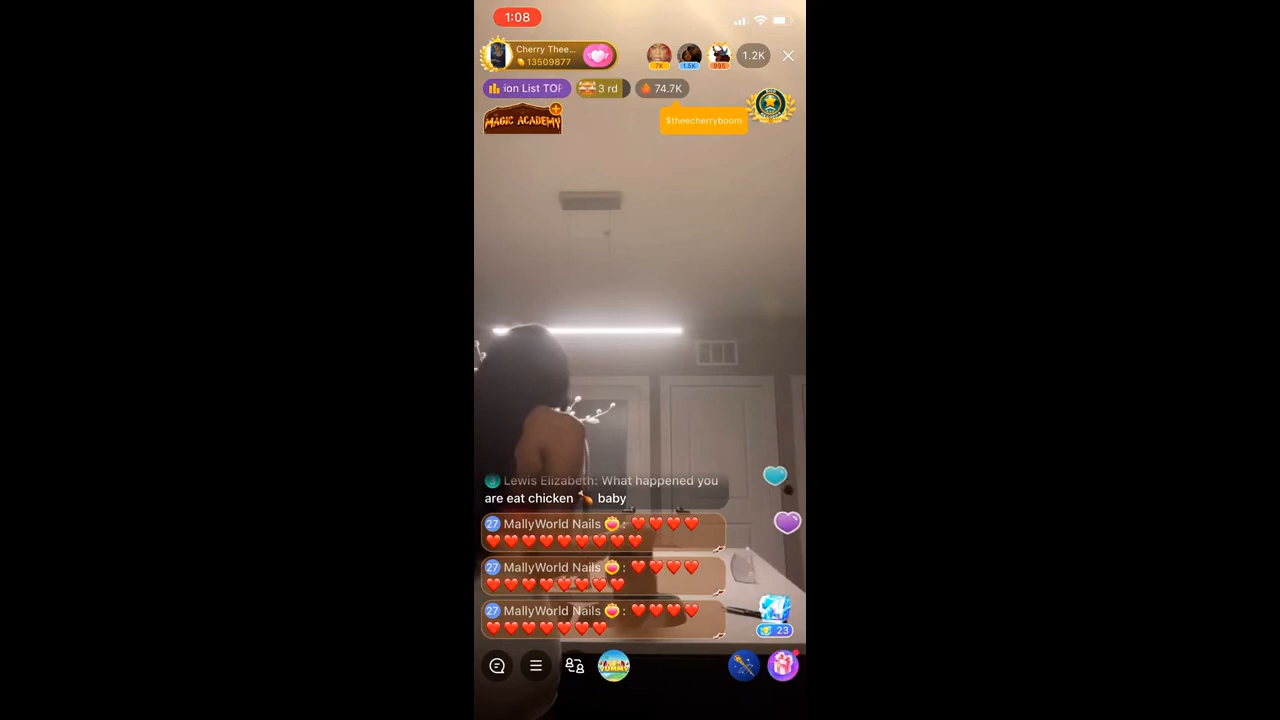 1:08
Cherry Thee...
13509877
7K
1.5K
995
1.2K
ion List TOP
3 rd
74.7K
MAGIC ACADEMY
$theecherryboom
3 Lewis Elizabeth: What happened you
are eat chicken 🍗 baby
27 MallyWorld Nails : ❤️❤️❤️❤️
❤️❤️❤️❤️❤️❤️❤️❤️❤️
27 MallyWorld Nails : ❤️❤️❤️❤️
❤️❤️❤️❤️❤️❤️❤️❤️
27 MallyWorld Nails : ❤️❤️❤️❤️
❤️❤️❤️❤️❤️❤️❤️
23